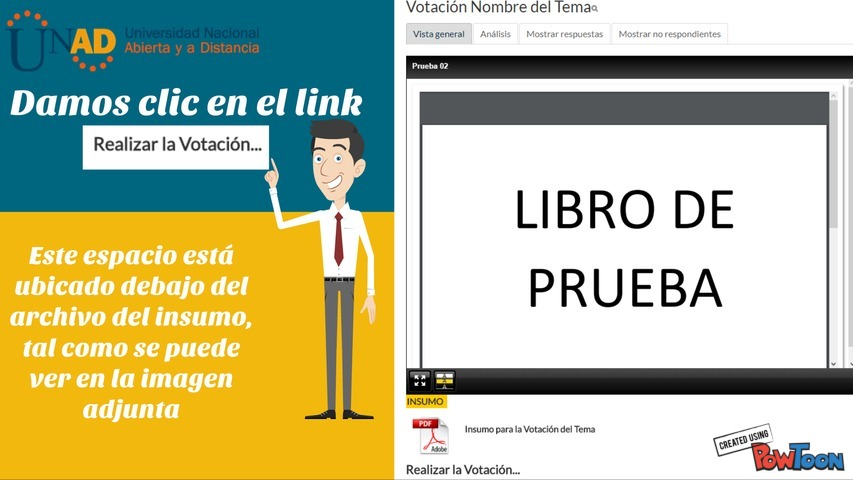 UNAD
Universidad Nacional
Abierta y a Distancia
Damos clic en el link
Realizar la Votación...
Este espacio está
ubicado debajo del
archivo del insumo,
tal como se puede
ver en la imagen
adjunta
Votación Nombre del Tema
Vista general Análisis Mostrar respuestas Mostrar no respondientes
Prueba 02
LIBRO DE
PRUEBA
INSUMO
PDF
Adobe
Insumo para la Votación del Tema
Realizar la Votación...
CREATED USING
POWTOON